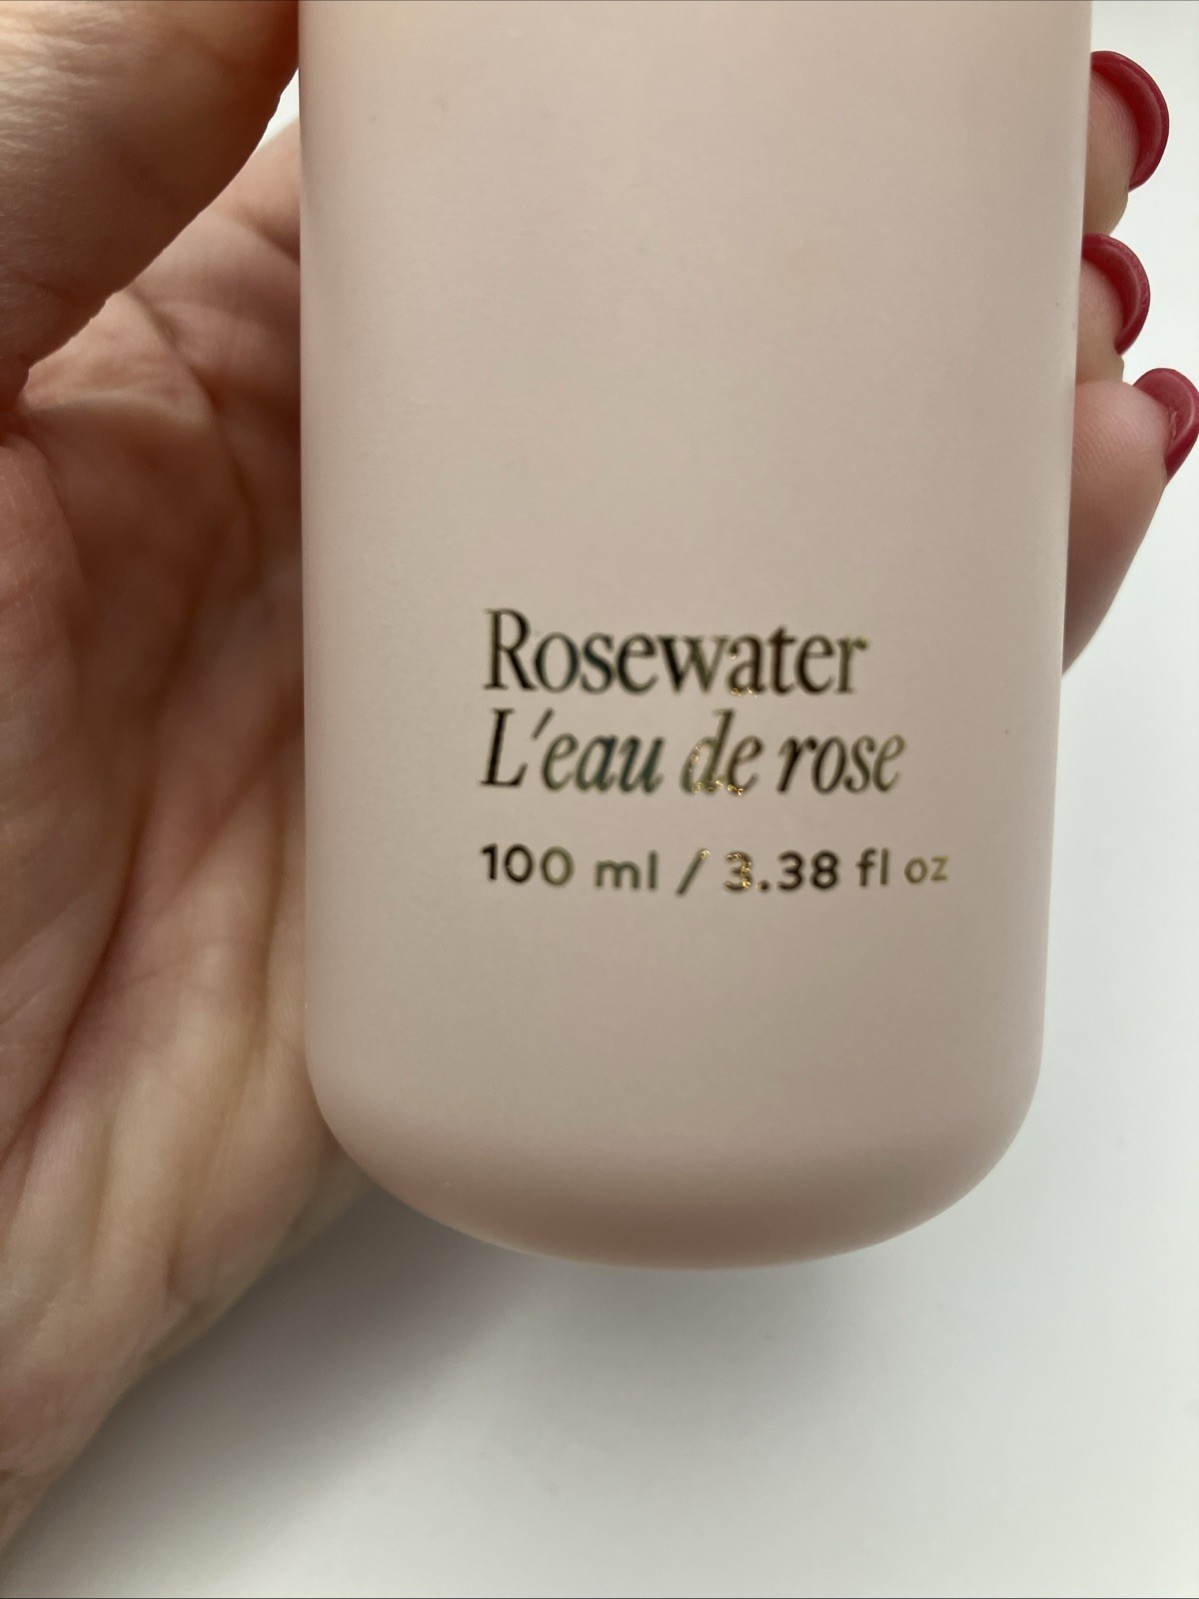 Rosewater
L'eau de rose
100 ml / 3.38 fl oz